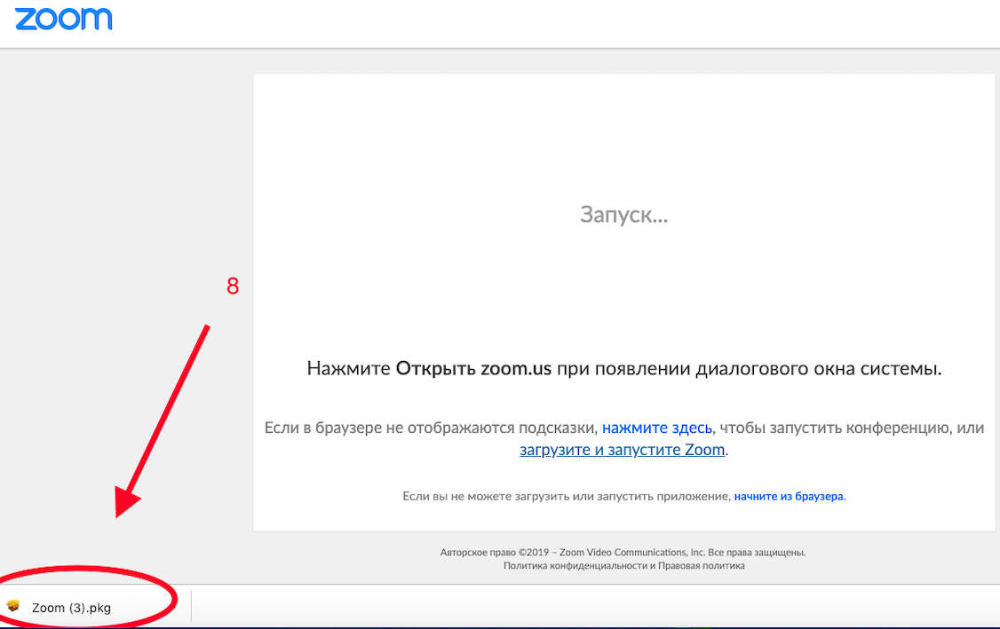 zoom
Запуск...
8
Нажмите Открыть zoom.us при появлении диалогового окна системы.
Если в браузере не отображаются подсказки, нажмите здесь, чтобы запустить конференцию, или
загрузите и запустите Zoom.
Если вы не можете загрузить или запустить приложение, начните из браузера.
Авторское право ©2019 – Zoom Video Communications, Inc. Все права защищены.
Политика конфиденциальности и Правовая политика
Zoom (3).pkg